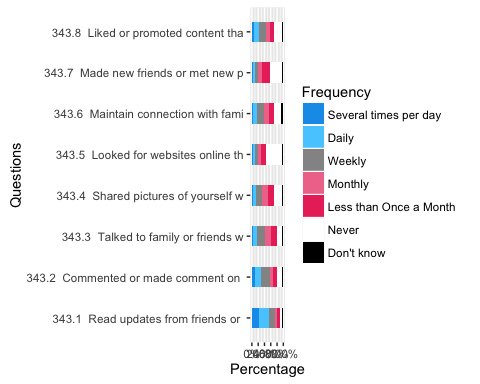 343.8 Liked or promoted content tha
343.7 Made new friends or met new p
343.6 Maintain connection with fami
343.5 Looked for websites online th
343.4 Shared pictures of yourself w
343.3 Talked to family or friends w
343.2 Commented or made comment on
343.1 Read updates from friends or
Questions
Percentage
Frequency
Several times per day
Daily
Weekly
Monthly
Less than Once a Month
Never
Don't know